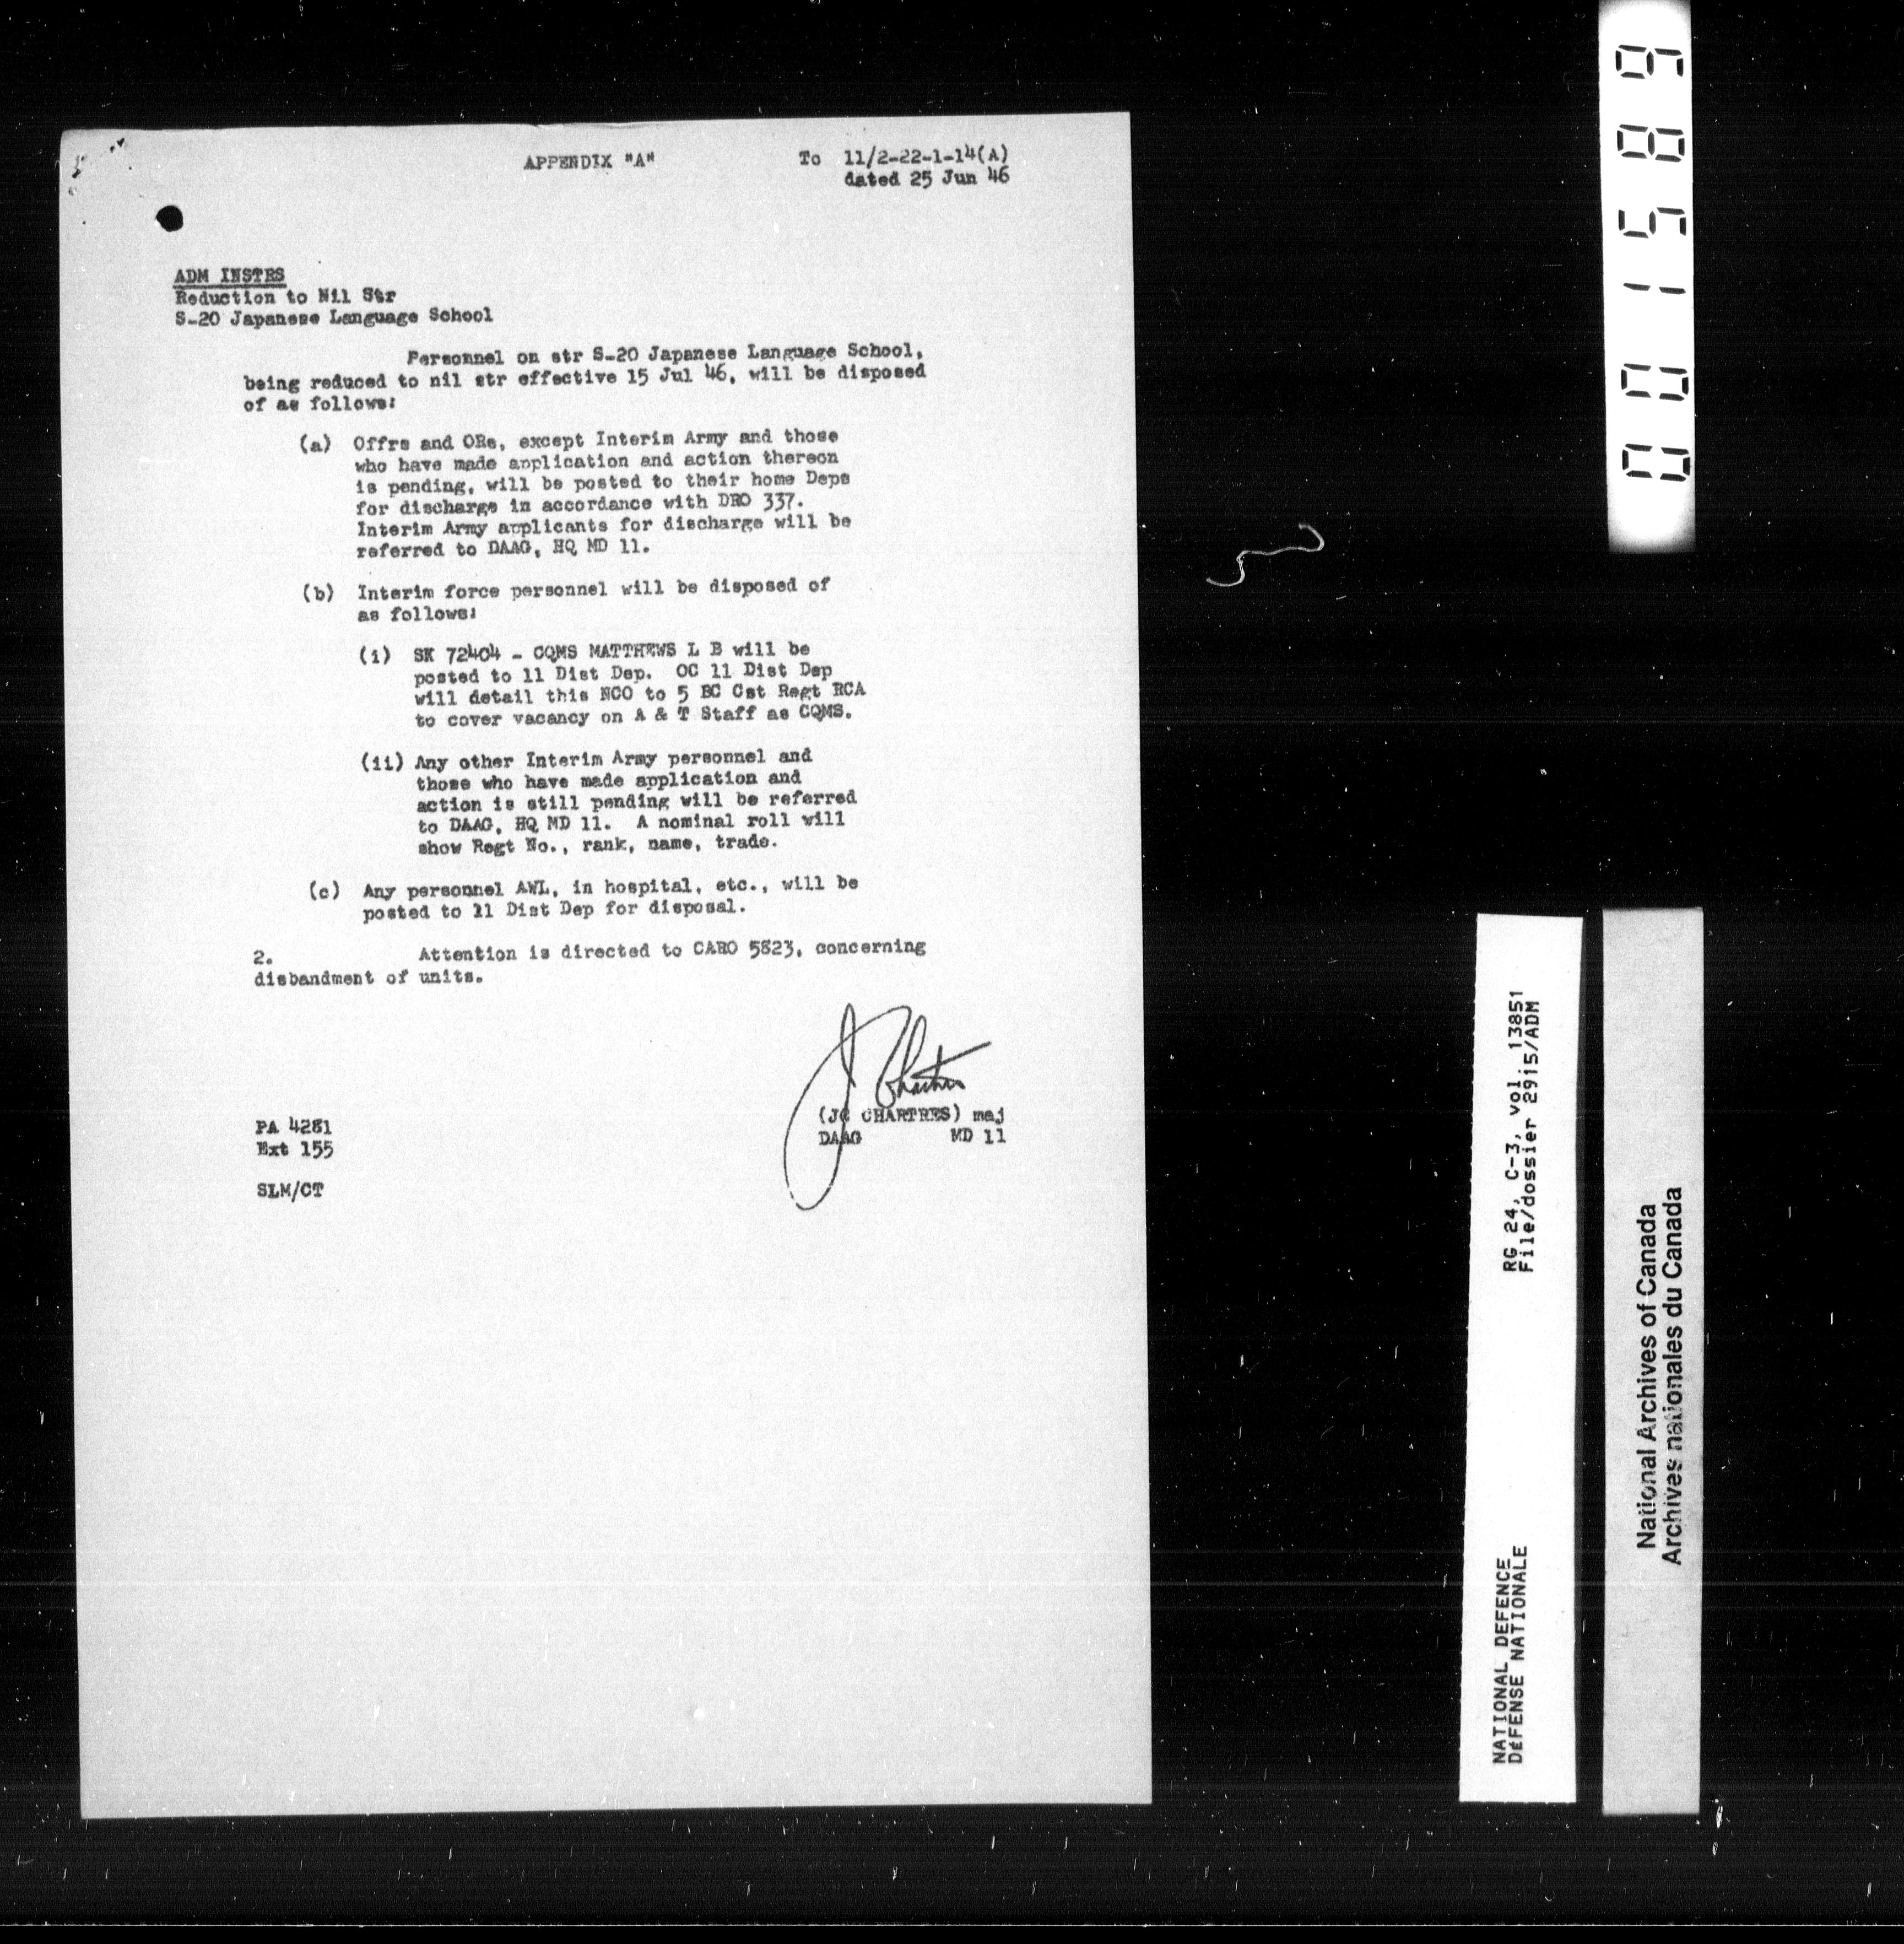 APPENDIX "A"
To 11/2-22-1-14(A)
dated 25 Jun 46
ADM INSTRS
Reduction to Nil Str
S-20 Japanese Language School
Personnel on str S-20 Japanese Language School,
being reduced to nil str effective 15 Jul 46, will be disposed
of as follows:
(a) Offrs and ORs, except Interim Army and those
who have made application and action thereon
is pending, will be posted to their home Deps
for discharge in accordance with DRO 337.
Interim Army applicants for discharge will be
referred to DAAG, HQ MD 11.
(b) Interim force personnel will be disposed of
as follows:
(i) SK 72404 - CQMS MATTHEWS L B will be
posted to 11 Dist Dep. OC 11 Dist Dep
will detail this NCO to 5 BC Cst Regt RCA
to cover vacancy on A & T Staff as CQMS.
(ii) Any other Interim Army personnel and
those who have made application and
action is still pending will be referred
to DAAG, HQ MD 11. A nominal roll will
show Regt No., rank, name, trade.
(c) Any personnel AWL, in hospital, etc., will be
posted to 11 Dist Dep for disposal.
2. Attention is directed to CARO 5823, concerning
disbandment of units.
J Chartres
(JC CHARTRES) maj
DAAG MD 11
PA 4281
Ext 155
SLM/CT
001589
RG 24, C-3, vol. 13851
File/dossier 2915/ADM
NATIONAL DEFENCE
DÉFENSE NATIONALE
National Archives of Canada
Archives nationales du Canada